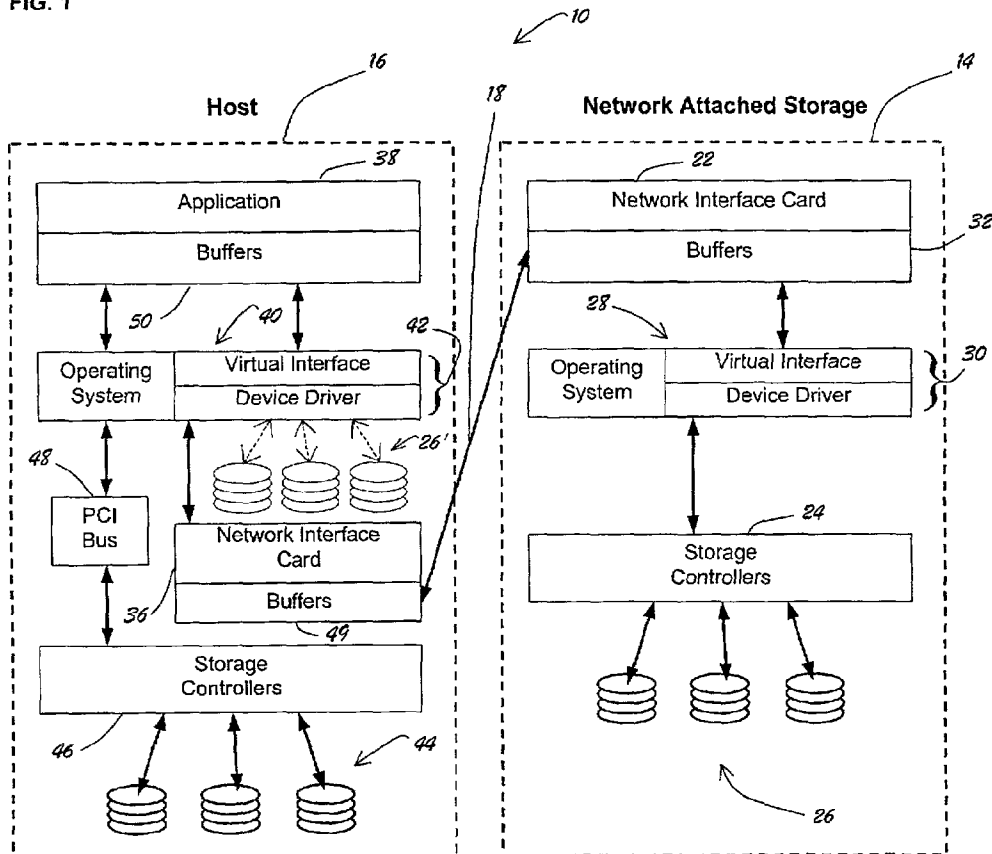 FIG. 1
10
16
18
14
Host
Network Attached Storage
38
Application
Buffers
50
40
42
Operating
System
Virtual Interface
Device Driver
48
26'
PCI
Bus
Network Interface
Card
36
Buffers
49
Storage
Controllers
46
44
22
Network Interface Card
Buffers
32
28
Operating
System
Virtual Interface
Device Driver
30
24
Storage
Controllers
26